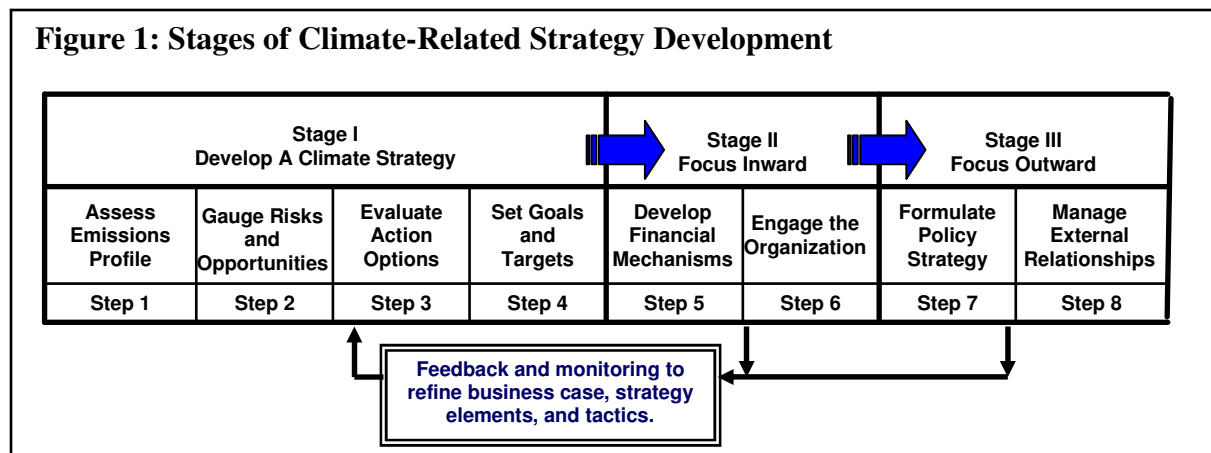 Figure 1: Stages of Climate-Related Strategy Development
Stage I
Develop A Climate Strategy
Stage II
Focus Inward
Stage III
Focus Outward
Assess
Emissions
Profile
Gauge Risks
and
Opportunities
Evaluate
Action
Options
Set Goals
and
Targets
Develop
Financial
Mechanisms
Engage the
Organization
Formulate
Policy
Strategy
Manage
External
Relationships
Step 1
Step 2
Step 3
Step 4
Step 5
Step 6
Step 7
Step 8
Feedback and monitoring to
refine business case, strategy
elements, and tactics.